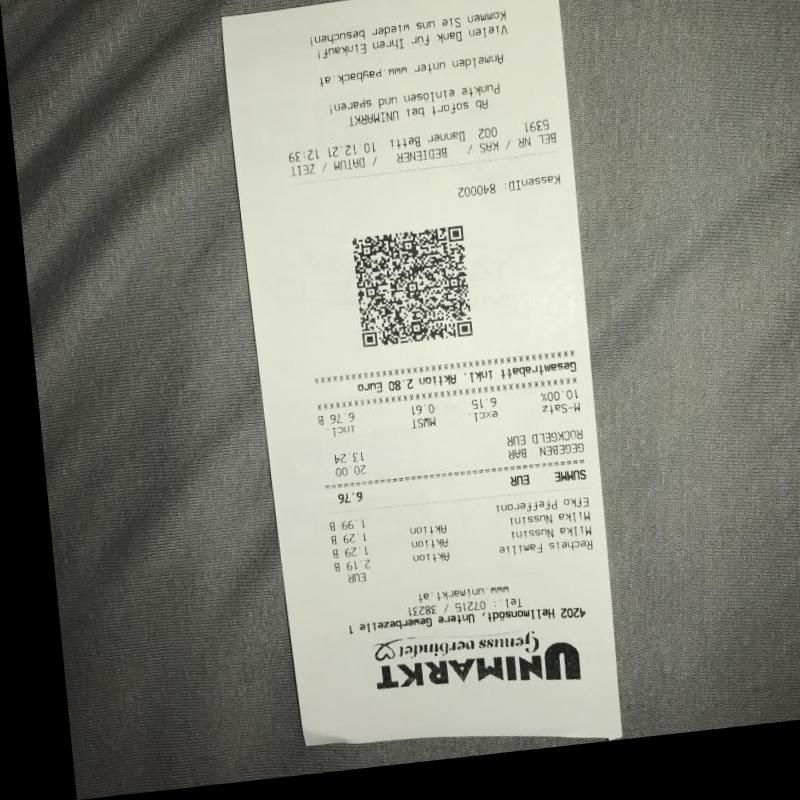 UNIMARKT
Genuss verbindet
4202 Hellmonsödt, Untere Gewerbezeile 1
Tel.: 07215 / 38231
www.unimarkt.at
EUR
Recheis Familie Aktion 2.19 B
Milka Nussini Aktion 1.29 B
Milka Nussini Aktion 1.29 B
Efko Pfefferoni 1.99 B
SUMME EUR 6.76
================================
GEGEBEN BAR 20.00
RÜCKGELD EUR 13.24
M-Satz excl. MWST incl.
10.00% 6.15 0.61 6.76 B
Gesamtrabatt inkl. Aktion 2.80 Euro
KassenID: 840002
BEL NR / KAS / BEDIENER / DATUM / ZEIT
5391 002 Danner Betti 10.12.21 12:39
Ab sofort bei UNIMARKT
Punkte einlösen und sparen!
Anmelden unter www.payback.at
Vielen Dank für Ihren Einkauf!
Kommen Sie uns wieder besuchen!